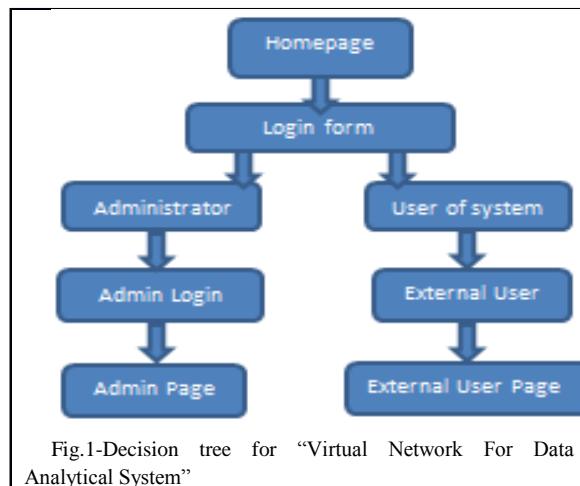 Homepage
Login form
Administrator
User of system
Admin Login
External User
Admin Page
External User Page
Fig.1-Decision tree for “Virtual Network For Data
Analytical System”